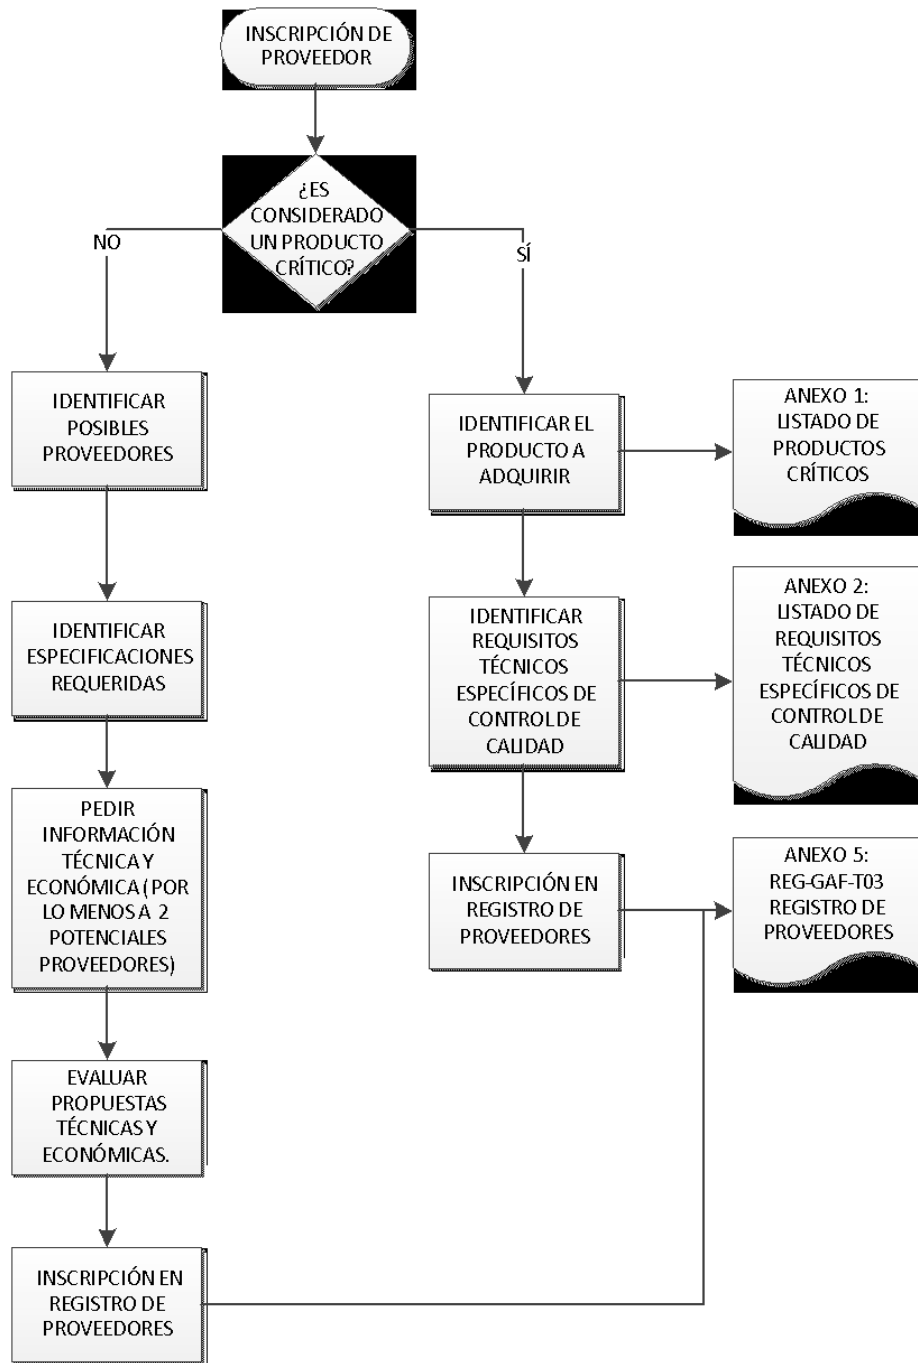 INSCRIPCIÓN DE
PROVEEDOR
¿ES
CONSIDERADO
UN PRODUCTO
CRÍTICO?
NO
SÍ
IDENTIFICAR
POSIBLES
PROVEEDORES
IDENTIFICAR
ESPECIFICACIONES
REQUERIDAS
PEDIR
INFORMACIÓN
TÉCNICA Y
ECONÓMICA ( POR
LO MENOS A 2
POTENCIALES
PROVEEDORES)
EVALUAR
PROPUESTAS
TÉCNICAS Y
ECONÓMICAS.
INSCRIPCIÓN EN
REGISTRO DE
PROVEEDORES
IDENTIFICAR EL
PRODUCTO A
ADQUIRIR
ANEXO 1:
LISTADO DE
PRODUCTOS
CRÍTICOS
IDENTIFICAR
REQUISITOS
TÉCNICOS
ESPECÍFICOS DE
CONTROL DE
CALIDAD
ANEXO 2:
LISTADO DE
REQUISITOS
TÉCNICOS
ESPECÍFICOS DE
CONTROL DE
CALIDAD
INSCRIPCIÓN EN
REGISTRO DE
PROVEEDORES
ANEXO 5:
REG-GAF-T03
REGISTRO DE
PROVEEDORES